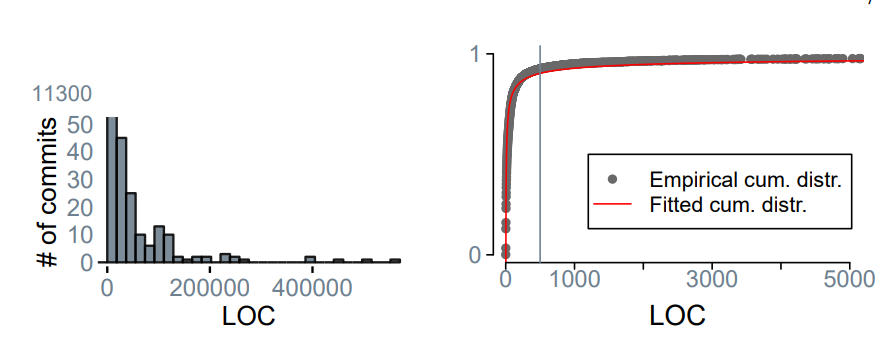 11300
50
40
30
20
10
0
# of commits
0 200000 400000
LOC
1
0
Empirical cum. distr.
Fitted cum. distr.
0 1000 3000 5000
LOC